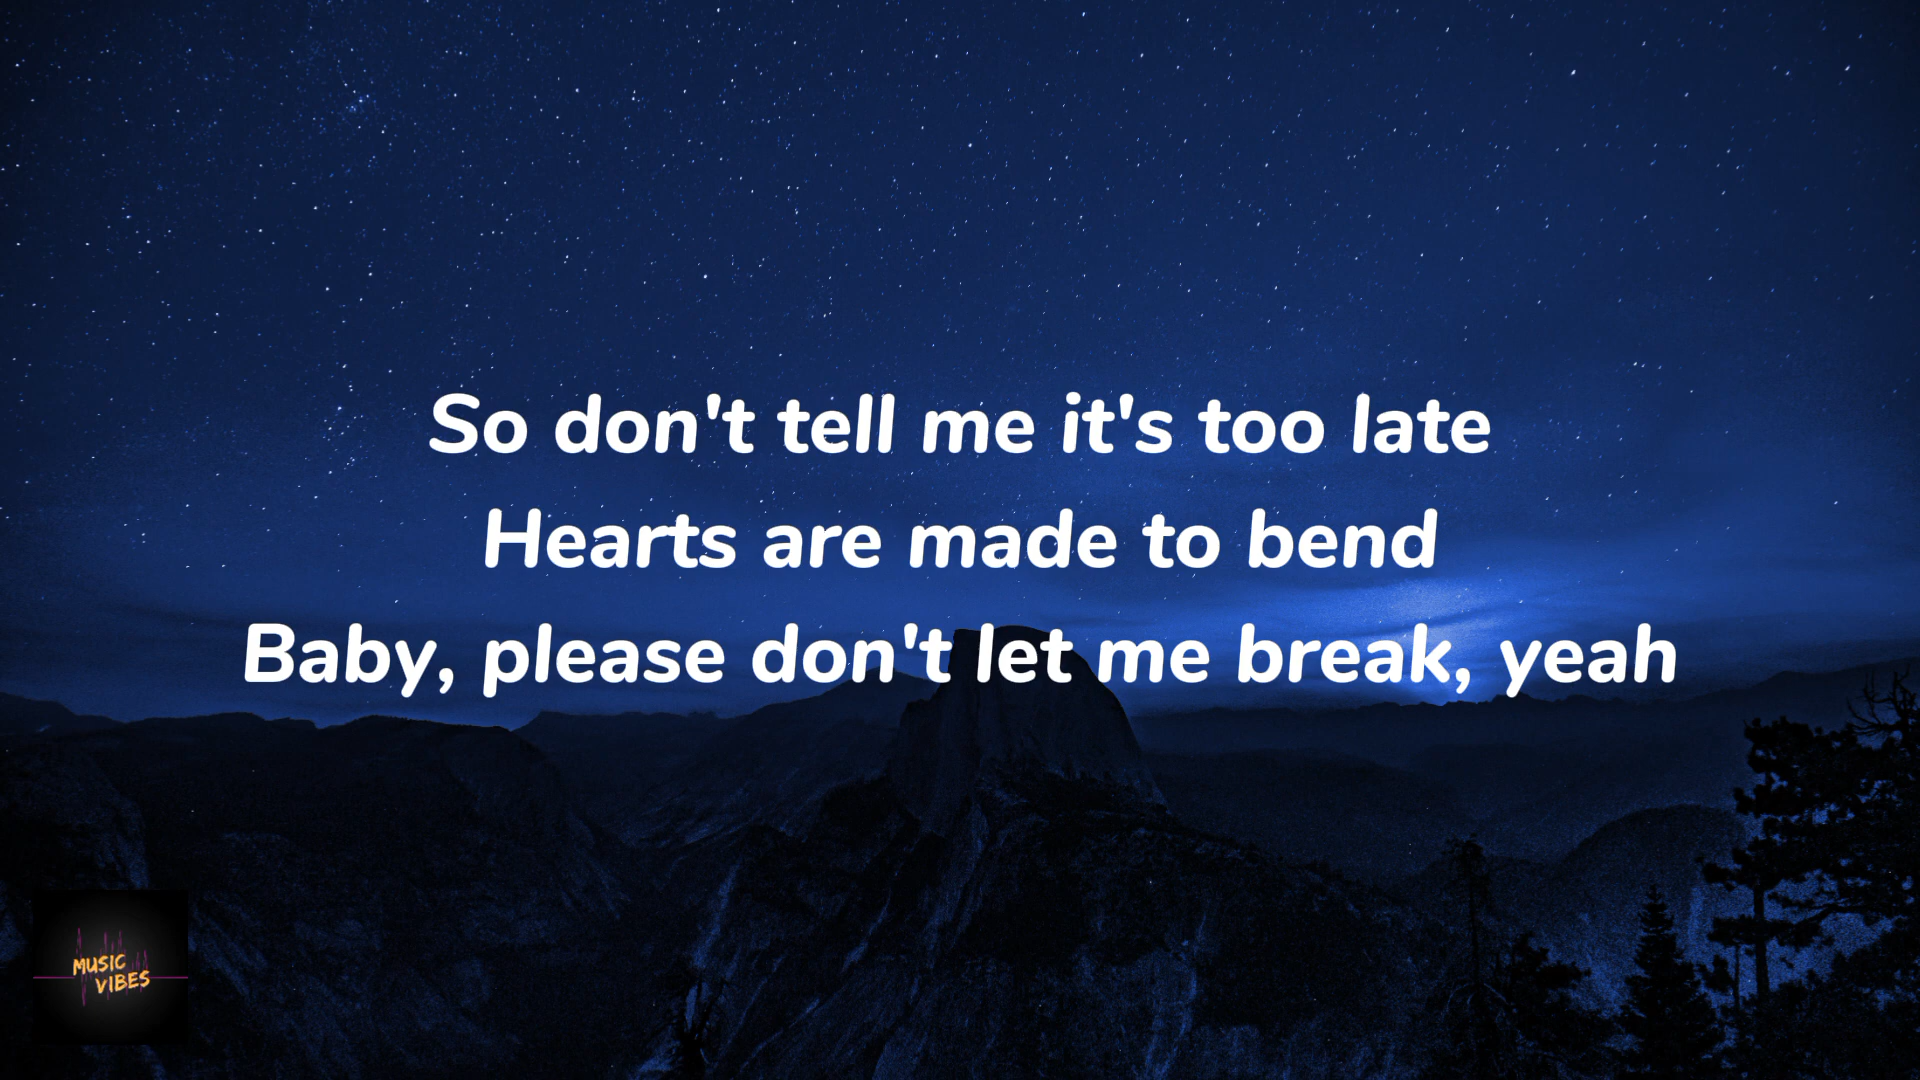 So don't tell me it's too late
Hearts are made to bend
Baby, please don't let me break, yeah
MUSIC
VIBES